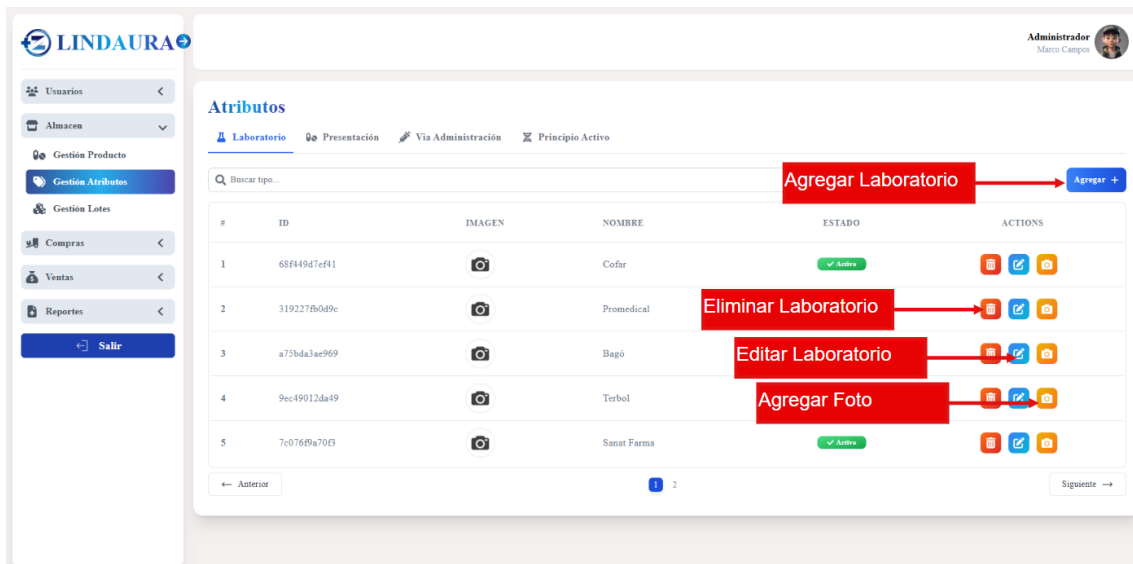 LINDAURA
Administrador
Marco Campos
Usuarios
Almacen
Gestión Producto
Gestión Atributos
Gestión Lotes
Compras
Ventas
Reportes
Salir
Atributos
Laboratorio Presentación Via Administración Principio Activo
Buscar tipo...
Agregar Laboratorio
Agregar +
# ID IMAGEN NOMBRE ESTADO ACTIONS
1 68f449d7ef41 Cofar Activo
2 319227fb0d9c Promedical
Eliminar Laboratorio
3 a75bda3ae969 Bagó
Editar Laboratorio
4 9ec49012da49 Terbol
Agregar Foto
5 7c076f9a70f3 Sanat Farma Activo
← Anterior 1 2 Siguiente →